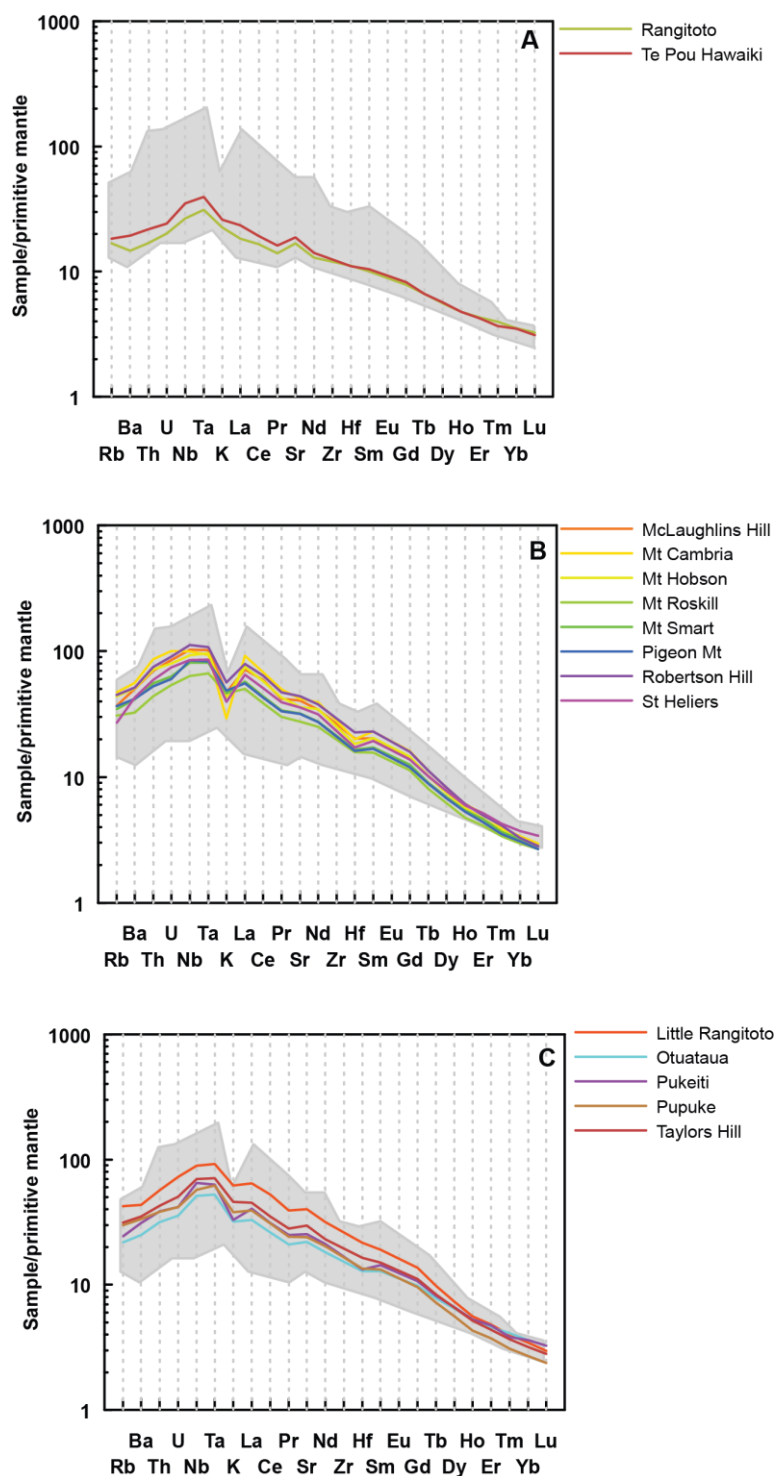 A
Rangitoto
Te Pou Hawaiki
Sample/primitive mantle
1000
100
10
1
Ba Th U Nb Ta K La Ce Pr Sr Nd Zr Hf Sm Eu Gd Tb Dy Ho Er Tm Yb Lu
Rb
B
McLaughlins Hill
Mt Cambria
Mt Hobson
Mt Roskill
Mt Smart
Pigeon Mt
Robertson Hill
St Heliers
Sample/primitive mantle
1000
100
10
1
Ba U Ta La Pr Nd Hf Eu Tb Ho Tm Lu
Rb Th Nb K Ce Sr Zr Sm Gd Dy Er Yb
C
Little Rangitoto
Otuataua
Pukeiti
Pupuke
Taylors Hill
Sample/primitive mantle
1000
100
10
1
Ba U Ta La Pr Nd Hf Eu Tb Ho Tm Lu
Rb Th Nb K Ce Sr Zr Sm Gd Dy Er Yb